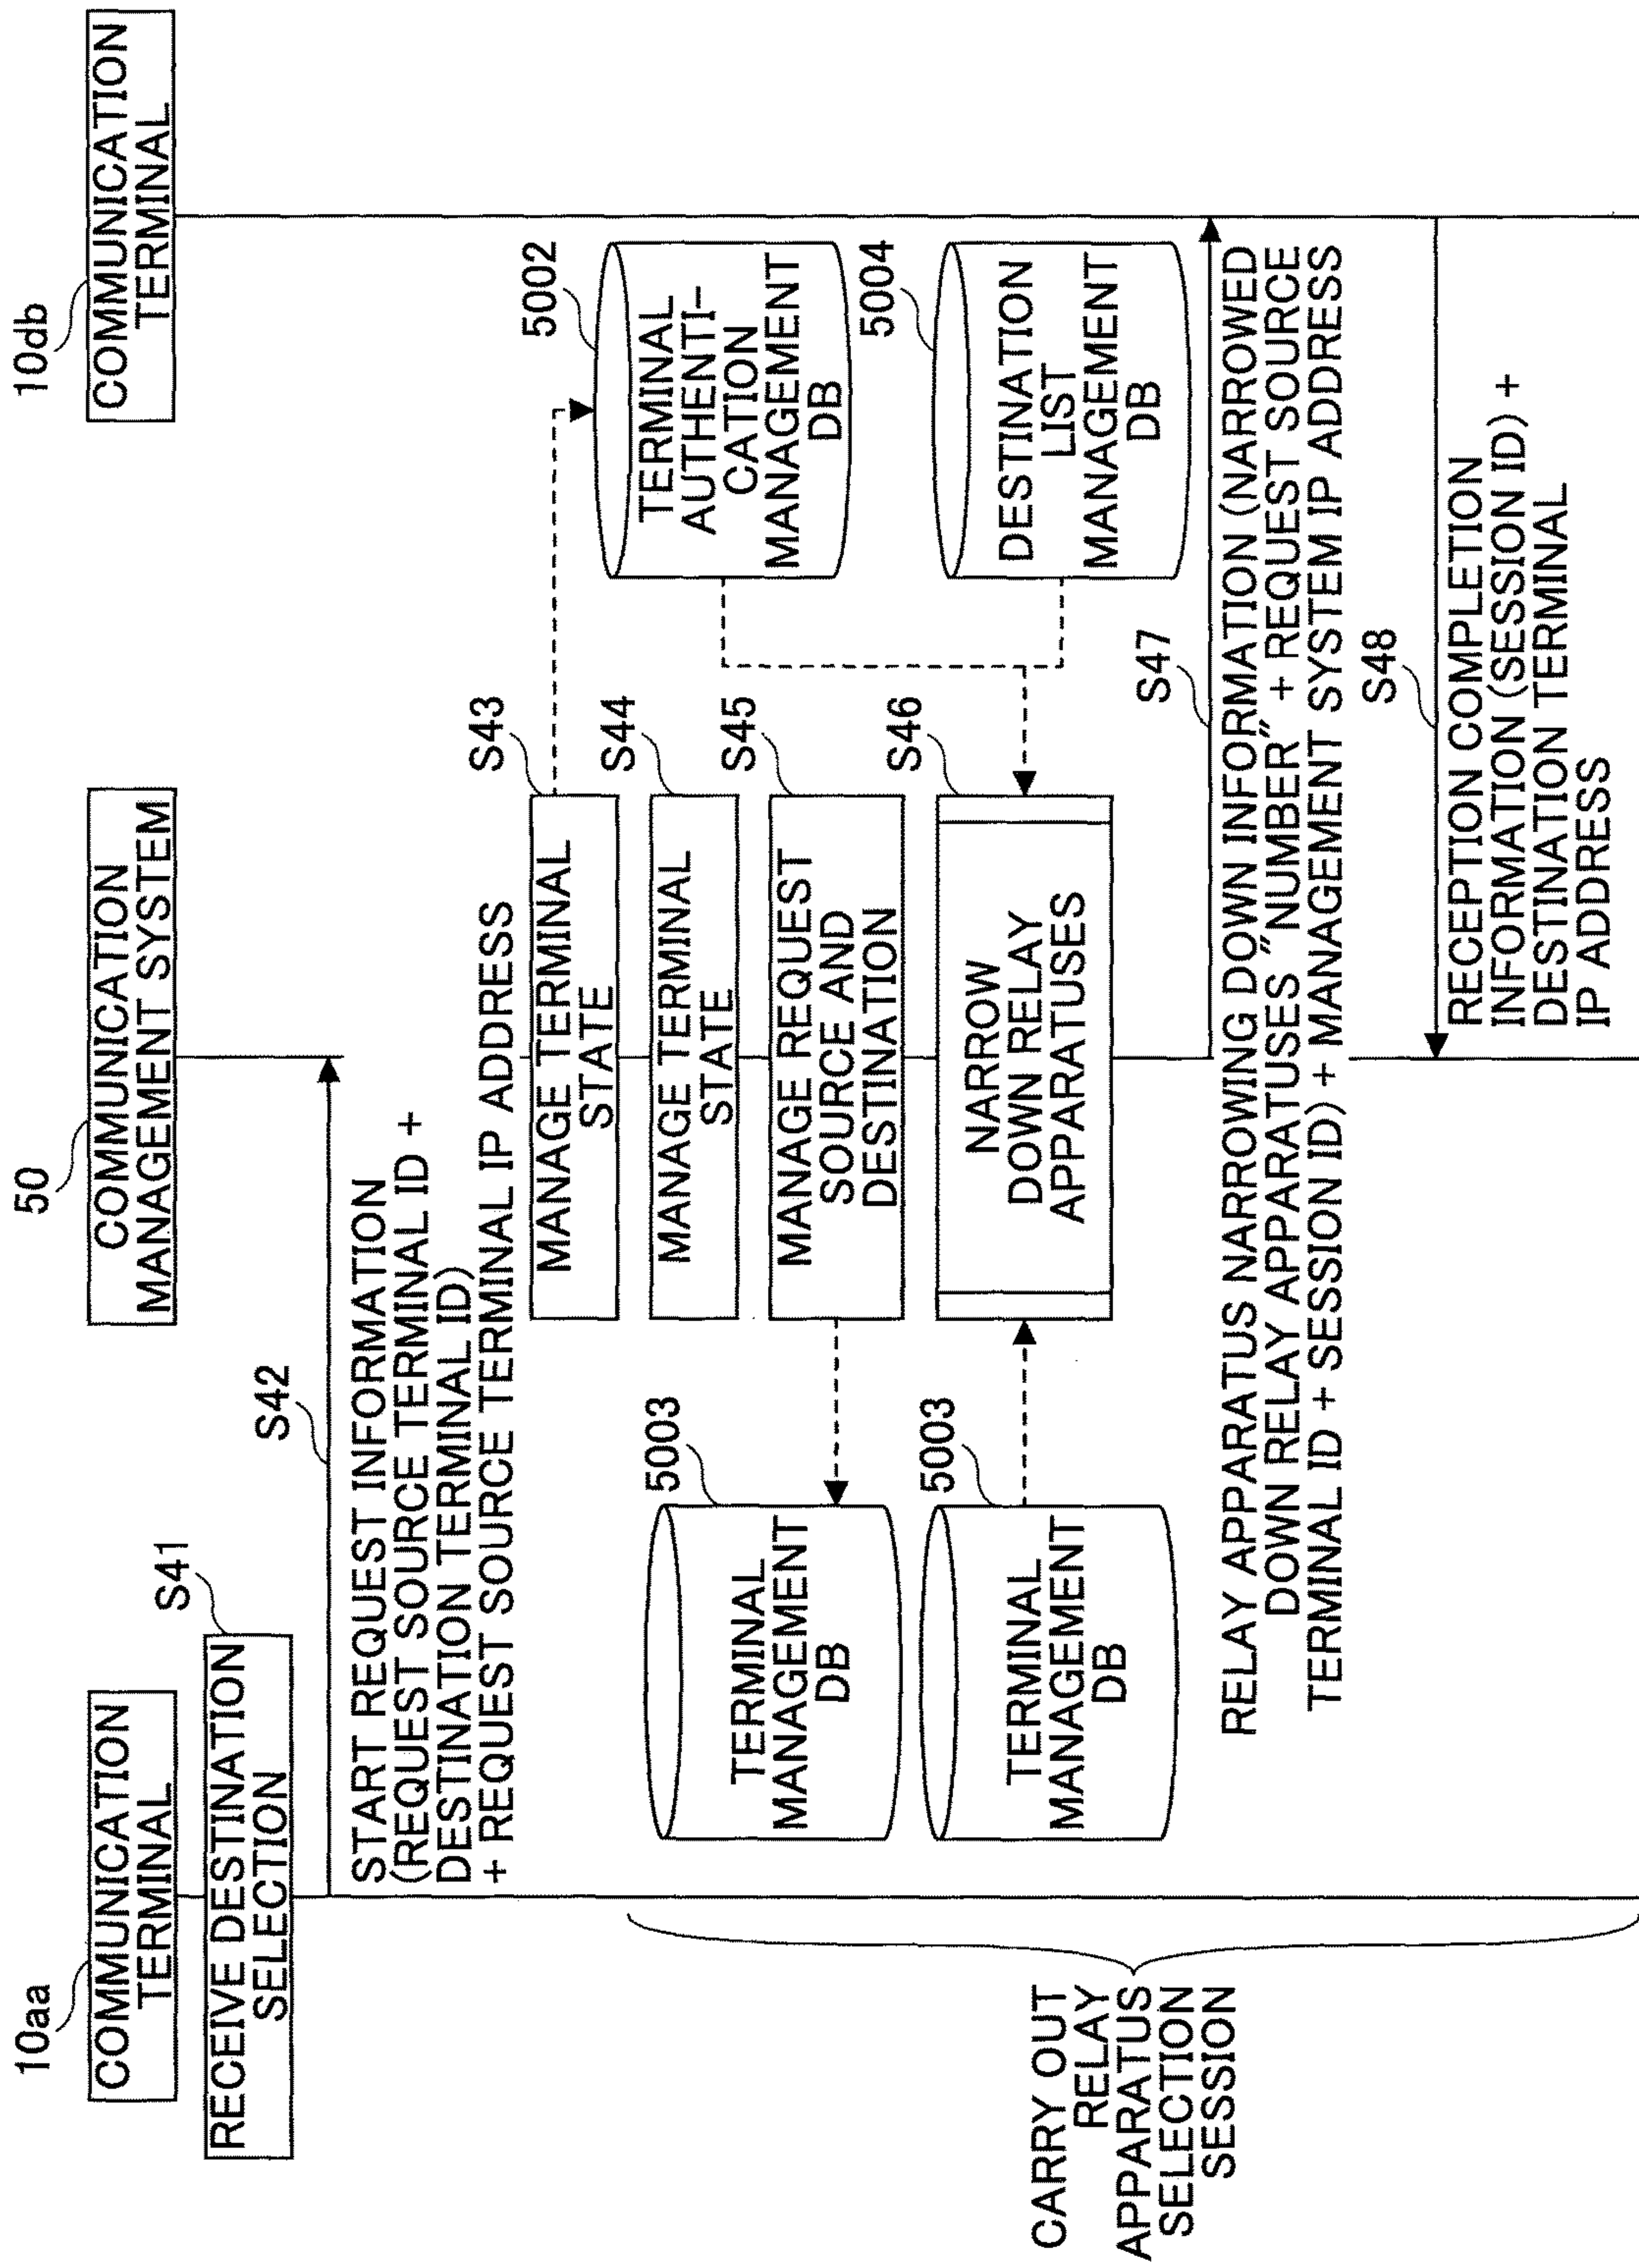 10aa
COMMUNICATION
TERMINAL
50
COMMUNICATION
MANAGEMENT SYSTEM
10db
COMMUNICATION
TERMINAL
S41
RECEIVE DESTINATION
SELECTION
S42
START REQUEST INFORMATION
(REQUEST SOURCE TERMINAL ID +
DESTINATION TERMINAL ID)
+ REQUEST SOURCE TERMINAL IP ADDRESS
S43
MANAGE TERMINAL
STATE
S44
MANAGE TERMINAL
STATE
S45
MANAGE REQUEST
SOURCE AND
DESTINATION
S46
NARROW
DOWN RELAY
APPARATUSES
5002
TERMINAL
AUTHENTI-
CATION
MANAGEMENT
DB
5003
TERMINAL
MANAGEMENT
DB
5003
TERMINAL
MANAGEMENT
DB
5004
DESTINATION
LIST
MANAGEMENT
DB
CARRY OUT
RELAY
APPARATUS
SELECTION
SESSION
S47
RELAY APPARATUS NARROWING DOWN INFORMATION (NARROWED
DOWN RELAY APPARATUSES "NUMBER" + REQUEST SOURCE
TERMINAL ID + SESSION ID) + MANAGEMENT SYSTEM IP ADDRESS
S48
RECEPTION COMPLETION
INFORMATION (SESSION ID) +
DESTINATION TERMINAL
IP ADDRESS